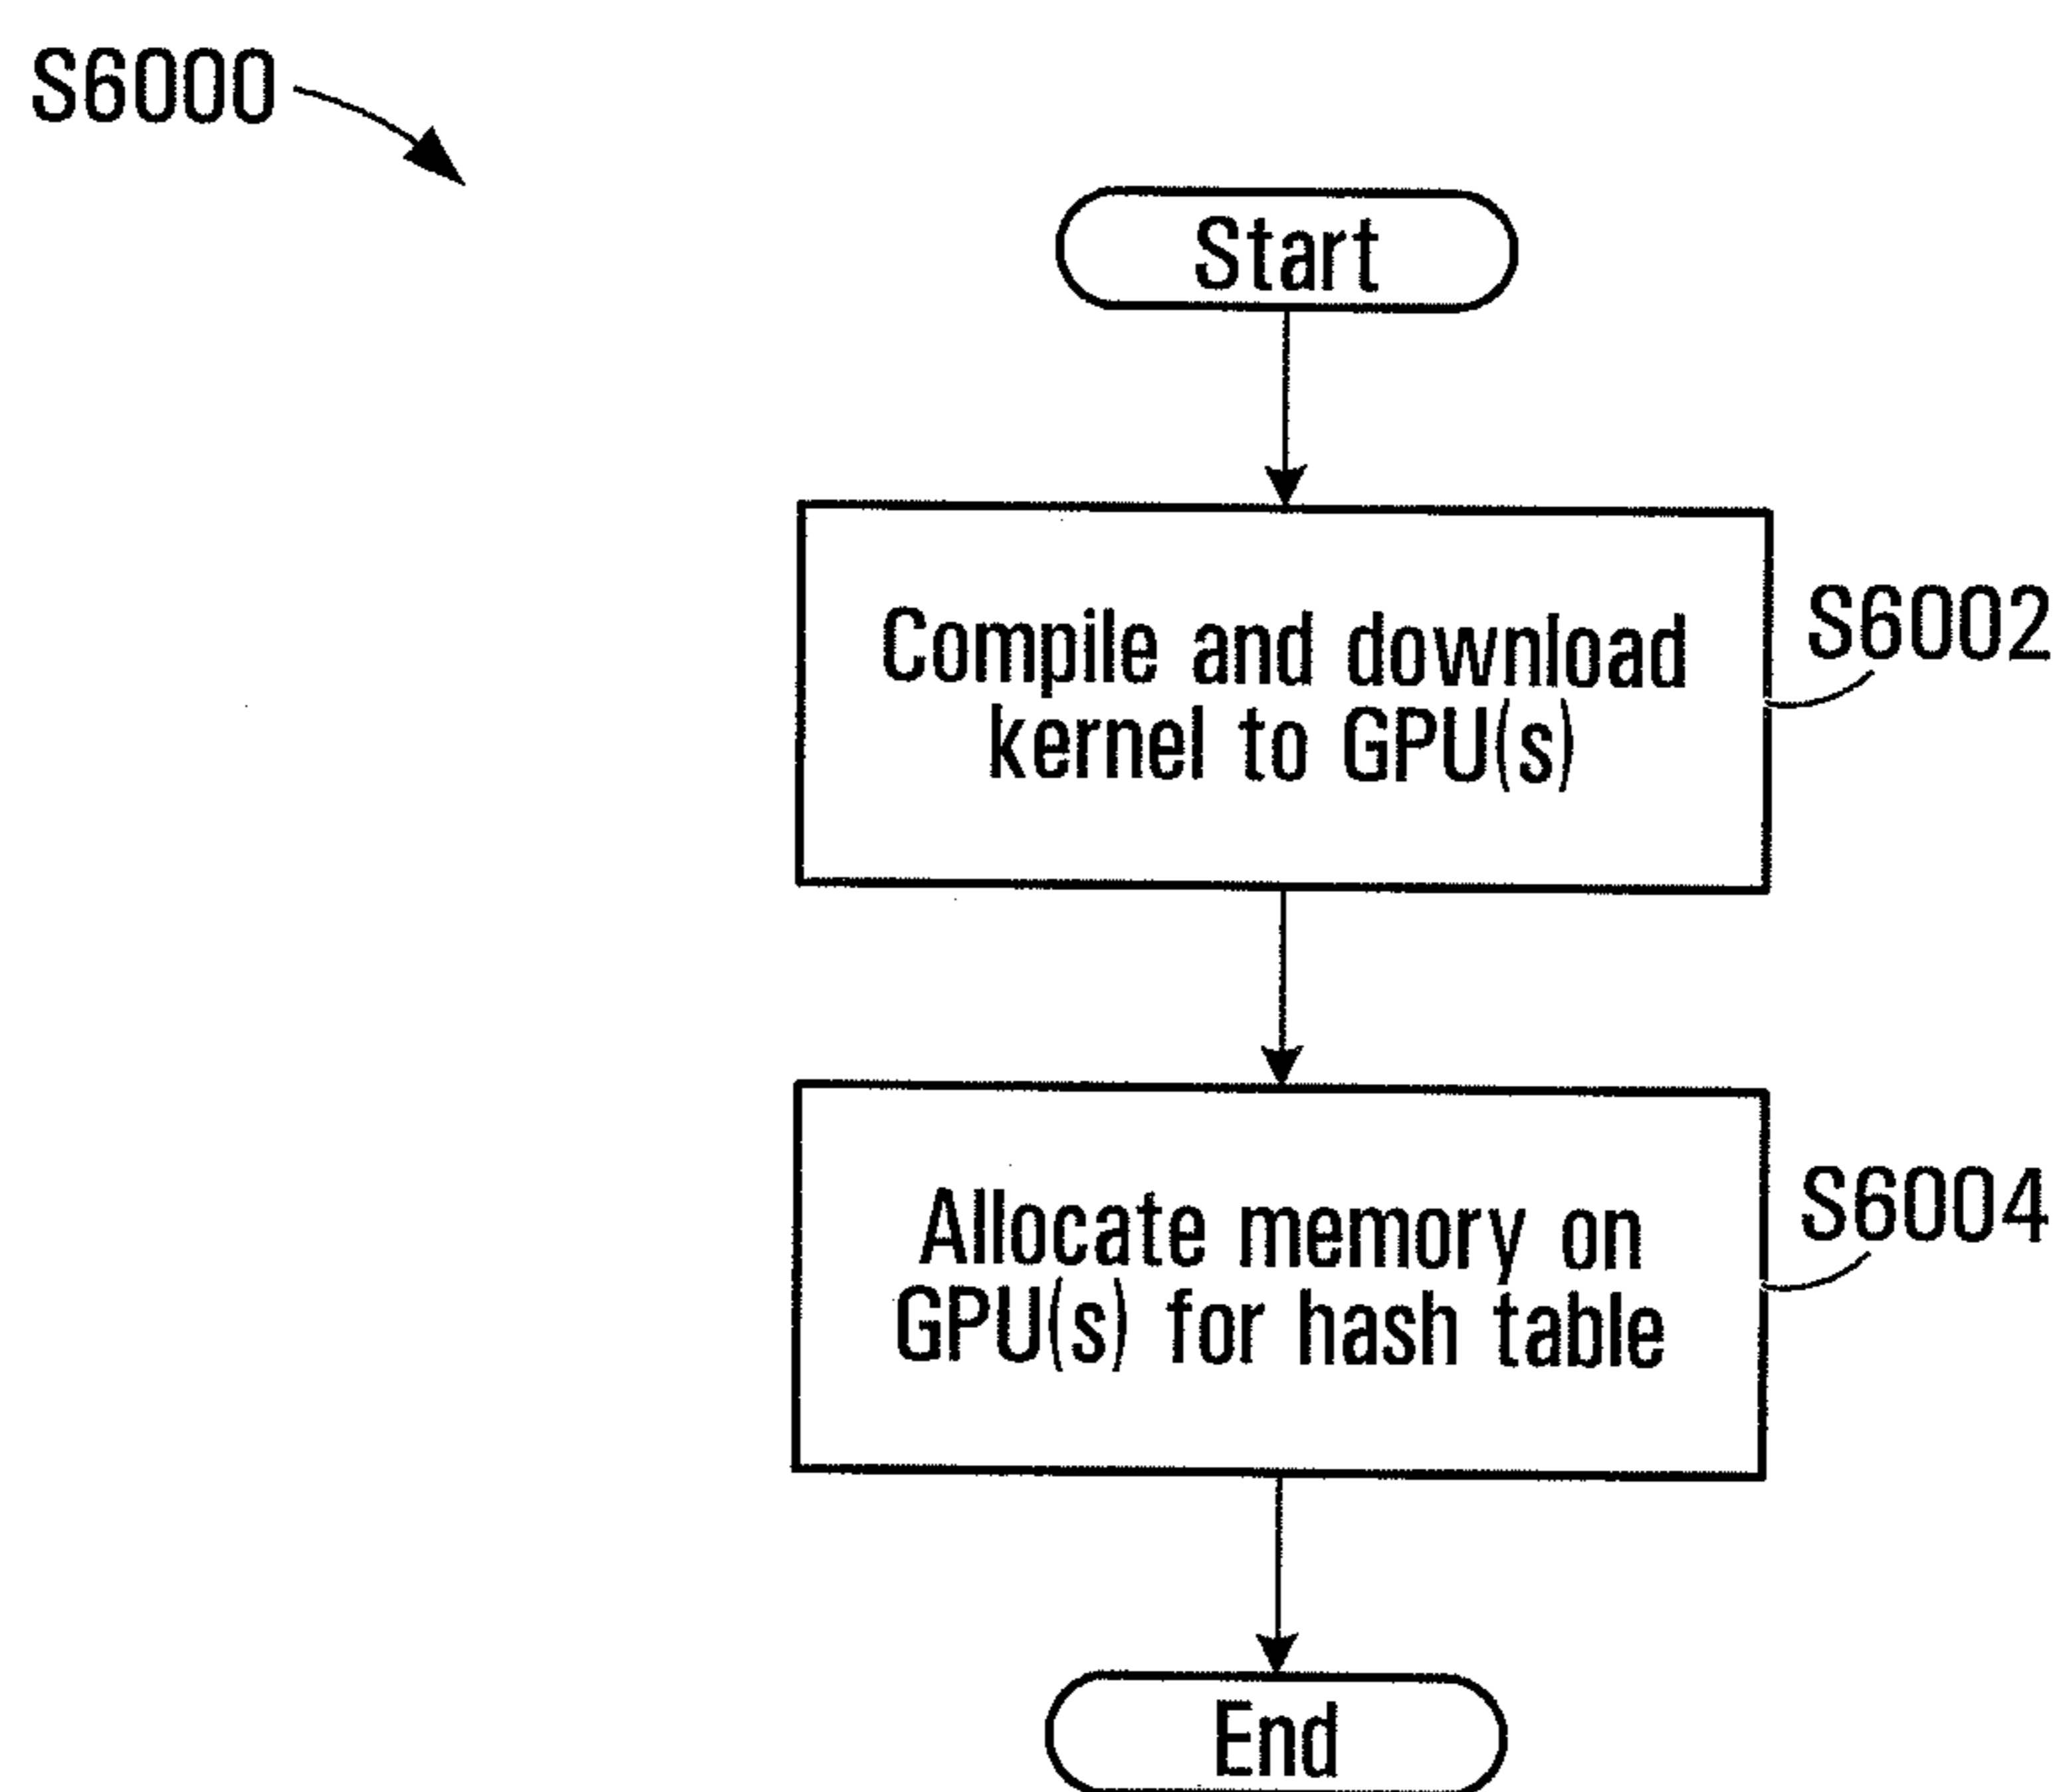 S6000
Start
Compile and download
kernel to GPU(s)
S6002
Allocate memory on
GPU(s) for hash table
S6004
End